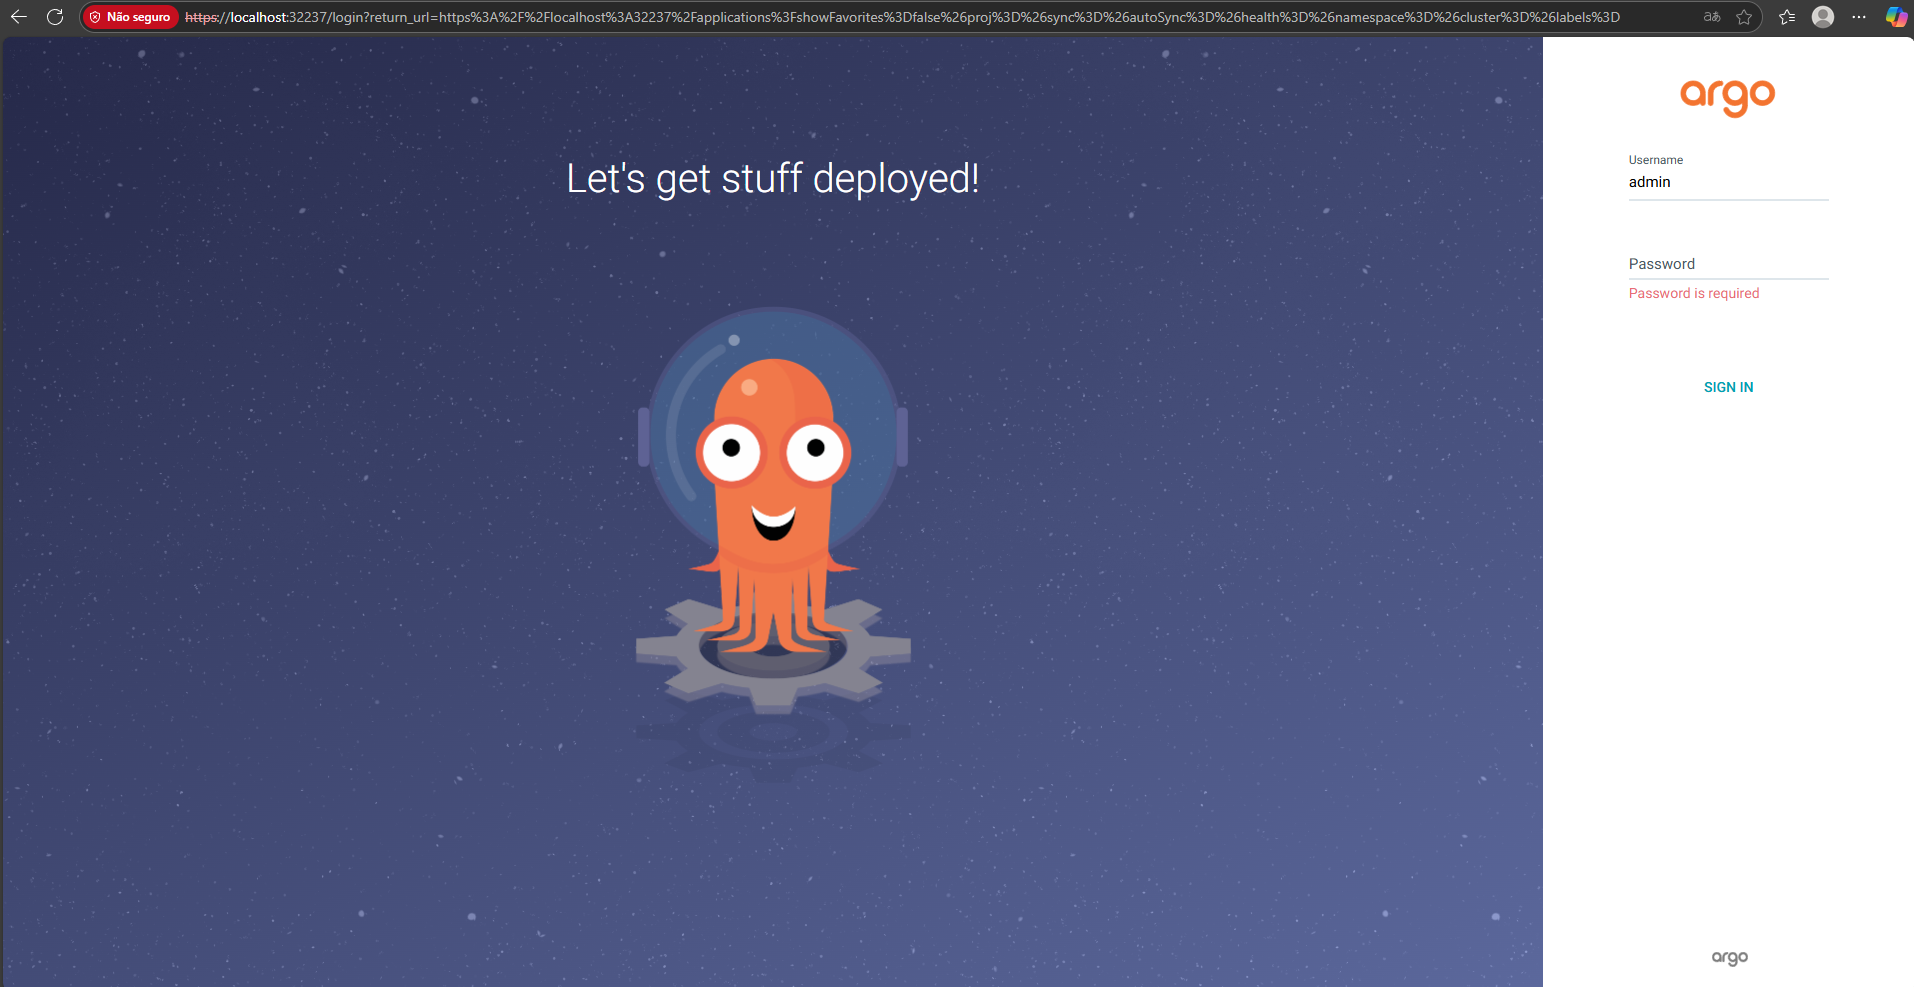 Não seguro
https://localhost:32237/login?return_url=https%3A%2F%2Flocalhost%3A32237%2Fapplications%3FshowFavorites%3Dfalse%26proj%3D%26sync%3D%26autoSync%3D%26health%3D%26namespace%3D%26cluster%3D%26labels%3D
aあ
Let's get stuff deployed!
argo
Username
admin
Password
Password is required
SIGN IN
argo